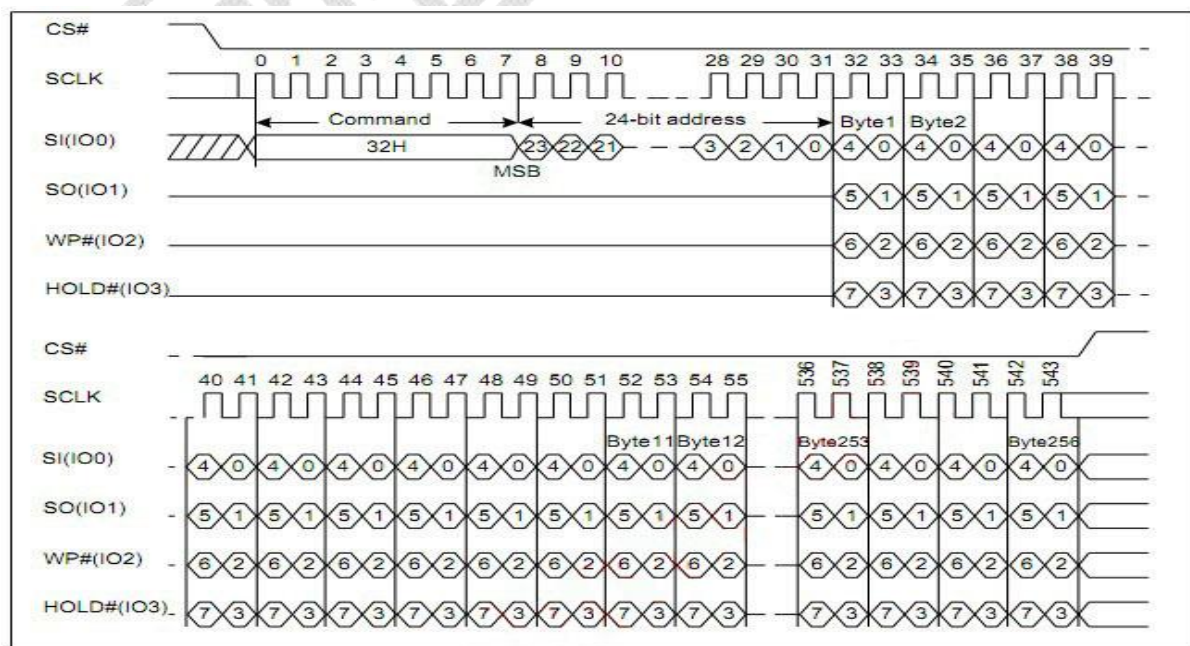 CS#
0 1 2 3 4 5 6 7 8 9 10 28 29 30 31 32 33 34 35 36 37 38 39
SCLK
Command 24-bit address Byte1 Byte2
SI(IO0) 32H 23 22 21 3 2 1 0 4 0 4 0 4 0 4 0
MSB
SO(IO1) 5 1 5 1 5 1 5 1
WP#(IO2) 6 2 6 2 6 2 6 2
HOLD#(IO3) 7 3 7 3 7 3 7 3
CS#
40 41 42 43 44 45 46 47 48 49 50 51 52 53 54 55 536 537 538 539 540 541 542 543
SCLK
Byte11 Byte12 Byte253 Byte256
SI(IO0) 4 0 4 0 4 0 4 0 4 0 4 0 4 0 4 0 4 0 4 0 4 0 4 0
SO(IO1) 5 1 5 1 5 1 5 1 5 1 5 1 5 1 5 1 5 1 5 1 5 1 5 1
WP#(IO2) 6 2 6 2 6 2 6 2 6 2 6 2 6 2 6 2 6 2 6 2 6 2 6 2
HOLD#(IO3) 7 3 7 3 7 3 7 3 7 3 7 3 7 3 7 3 7 3 7 3 7 3 7 3